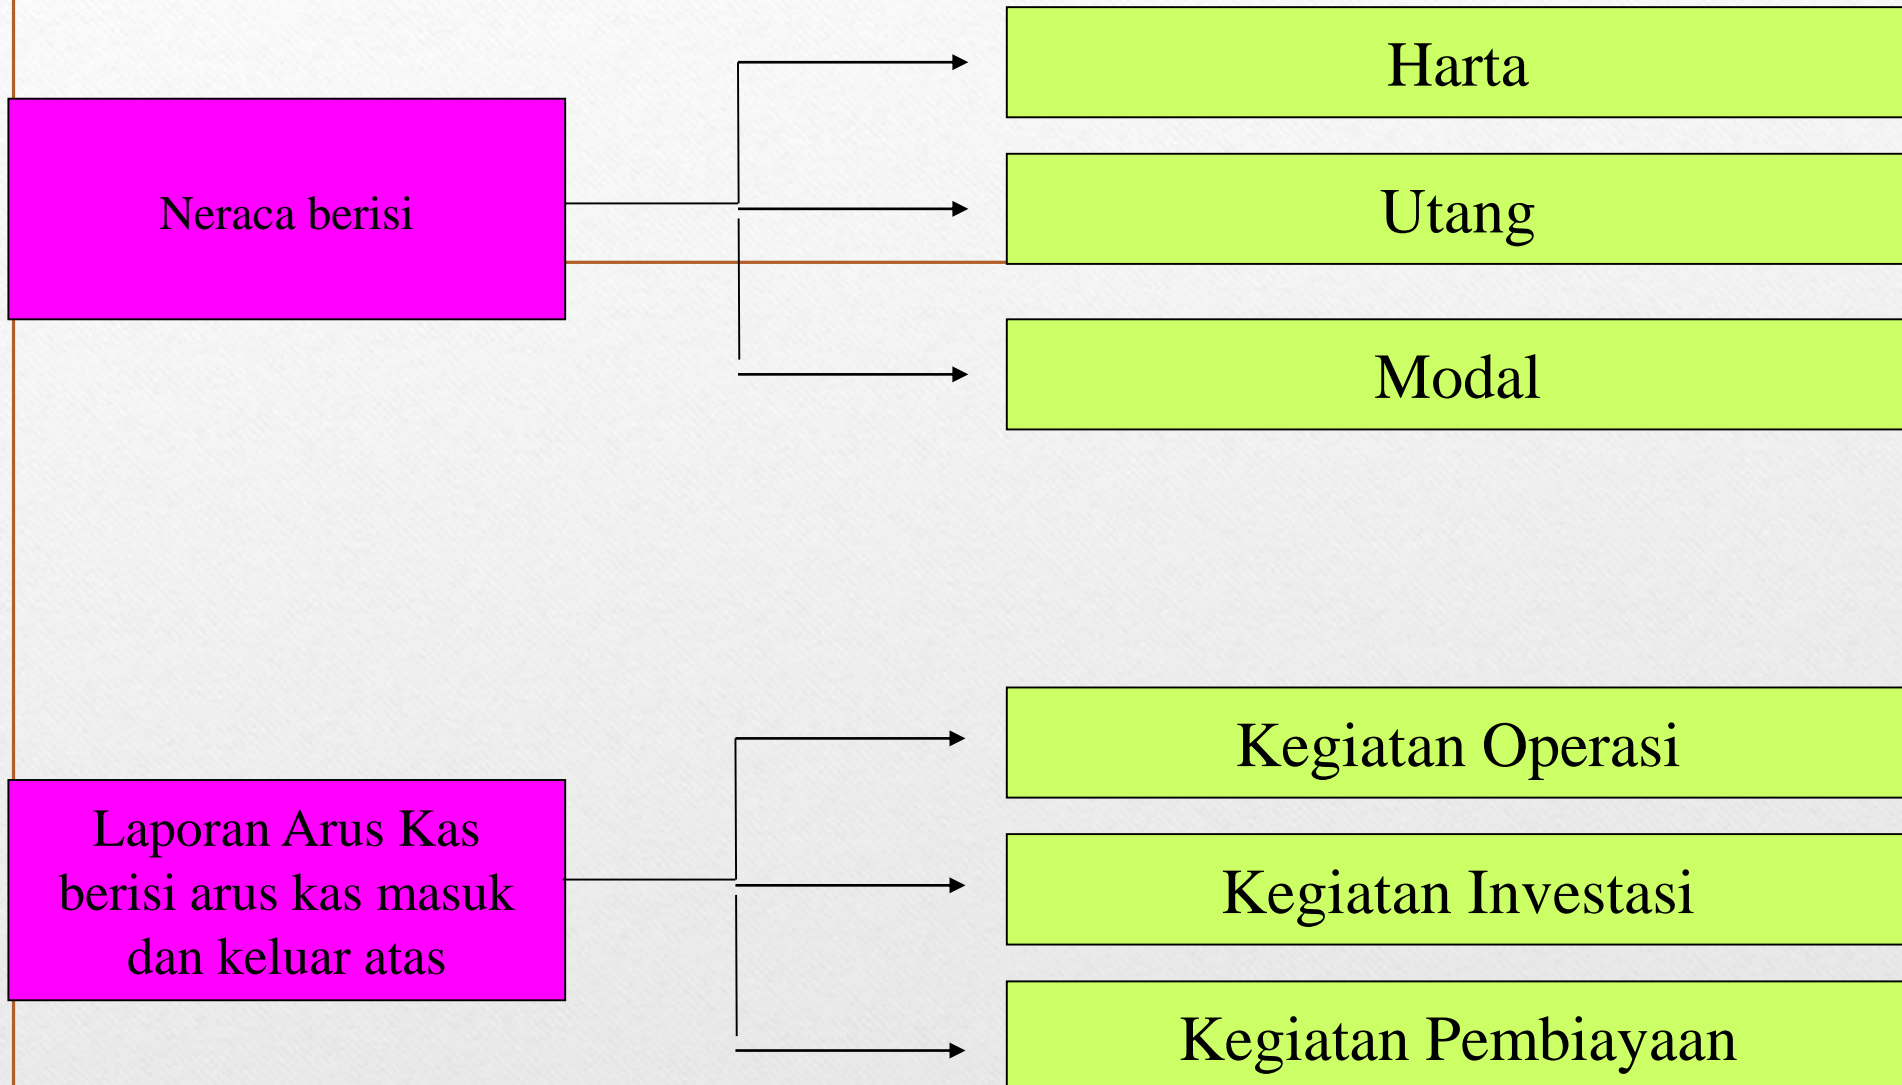 Neraca berisi
Harta
Utang
Modal
Laporan Arus Kas
berisi arus kas masuk
dan keluar atas
Kegiatan Operasi
Kegiatan Investasi
Kegiatan Pembiayaan